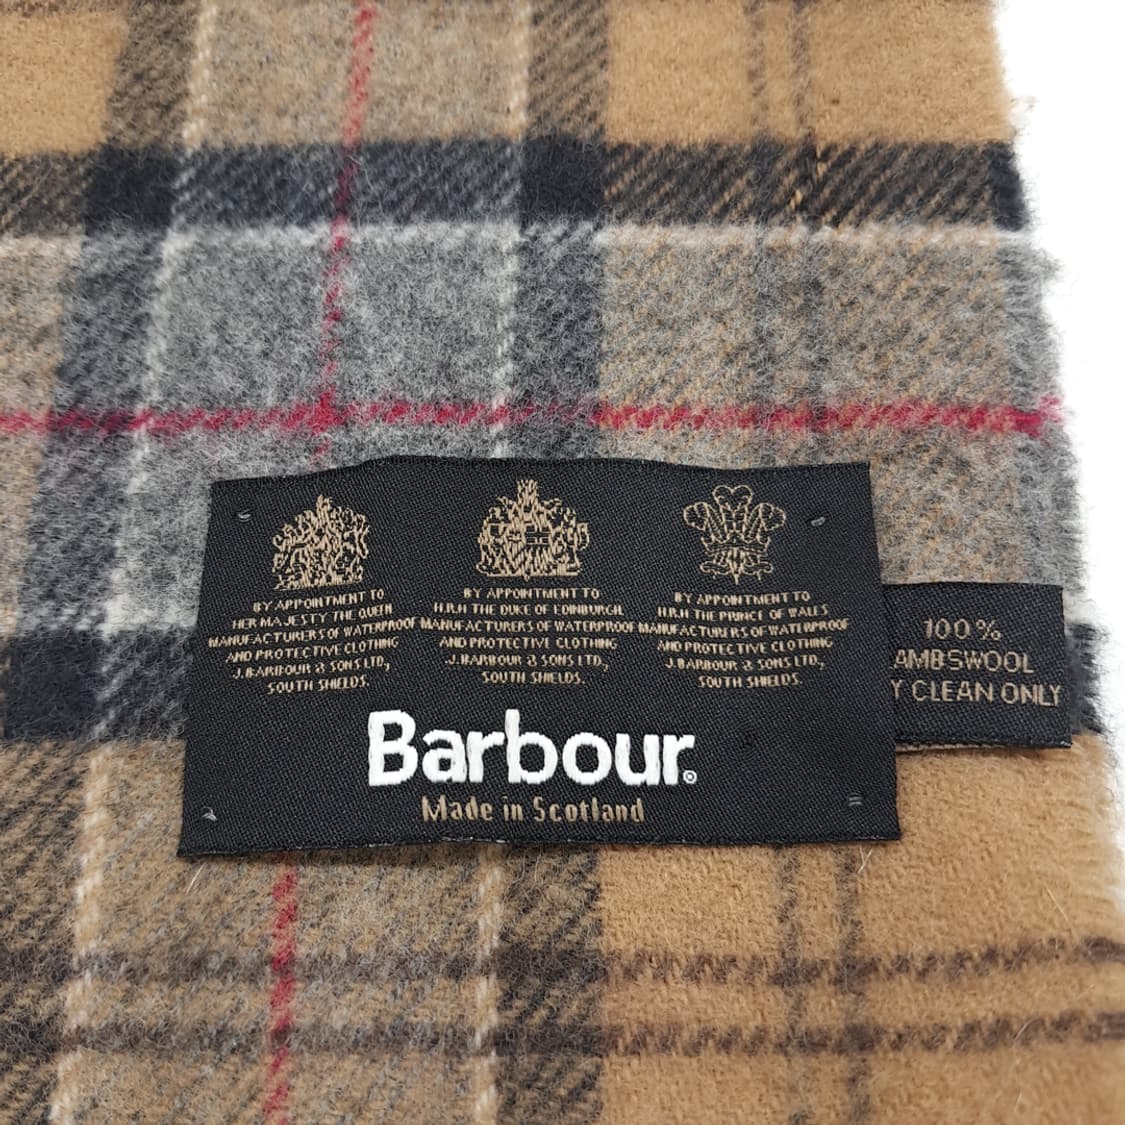 BY APPOINTMENT TO
HER MAJESTY THE QUEEN
MANUFACTURERS OF WATERPROOF
AND PROTECTIVE CLOTHING
J. BARBOUR & SONS LTD,
SOUTH SHIELDS.
BY APPOINTMENT TO
H.R.H THE DUKE OF EDINBURGH
MANUFACTURERS OF WATERPROOF
AND PROTECTIVE CLOTHING
J. BARBOUR & SONS LTD,
SOUTH SHIELDS.
BY APPOINTMENT TO
H.R.H THE PRINCE OF WALES
MANUFACTURERS OF WATERPROOF
AND PROTECTIVE CLOTHING
J. BARBOUR & SONS LTD,
SOUTH SHIELDS.
Barbour®
Made in Scotland
100%
AMBSWOOL
Y CLEAN ONLY